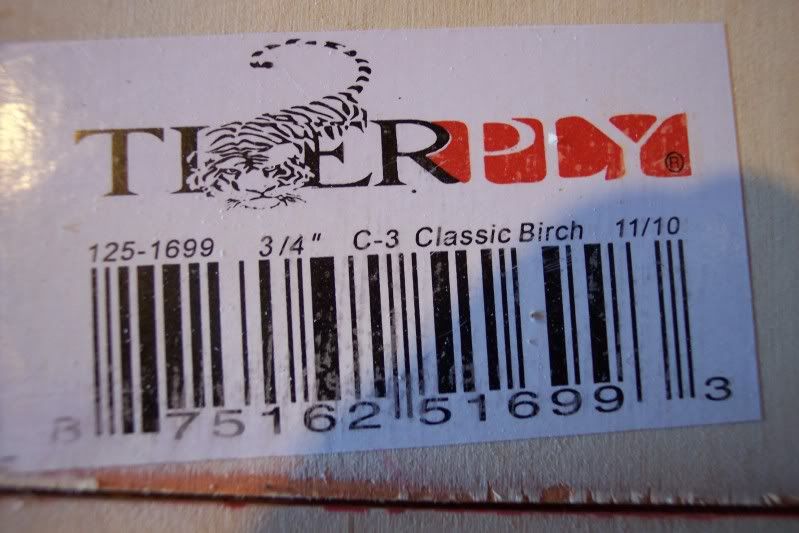 TIGERPLY®
125-1699 3/4" C-3 Classic Birch 11/10
8 75162 51699 3